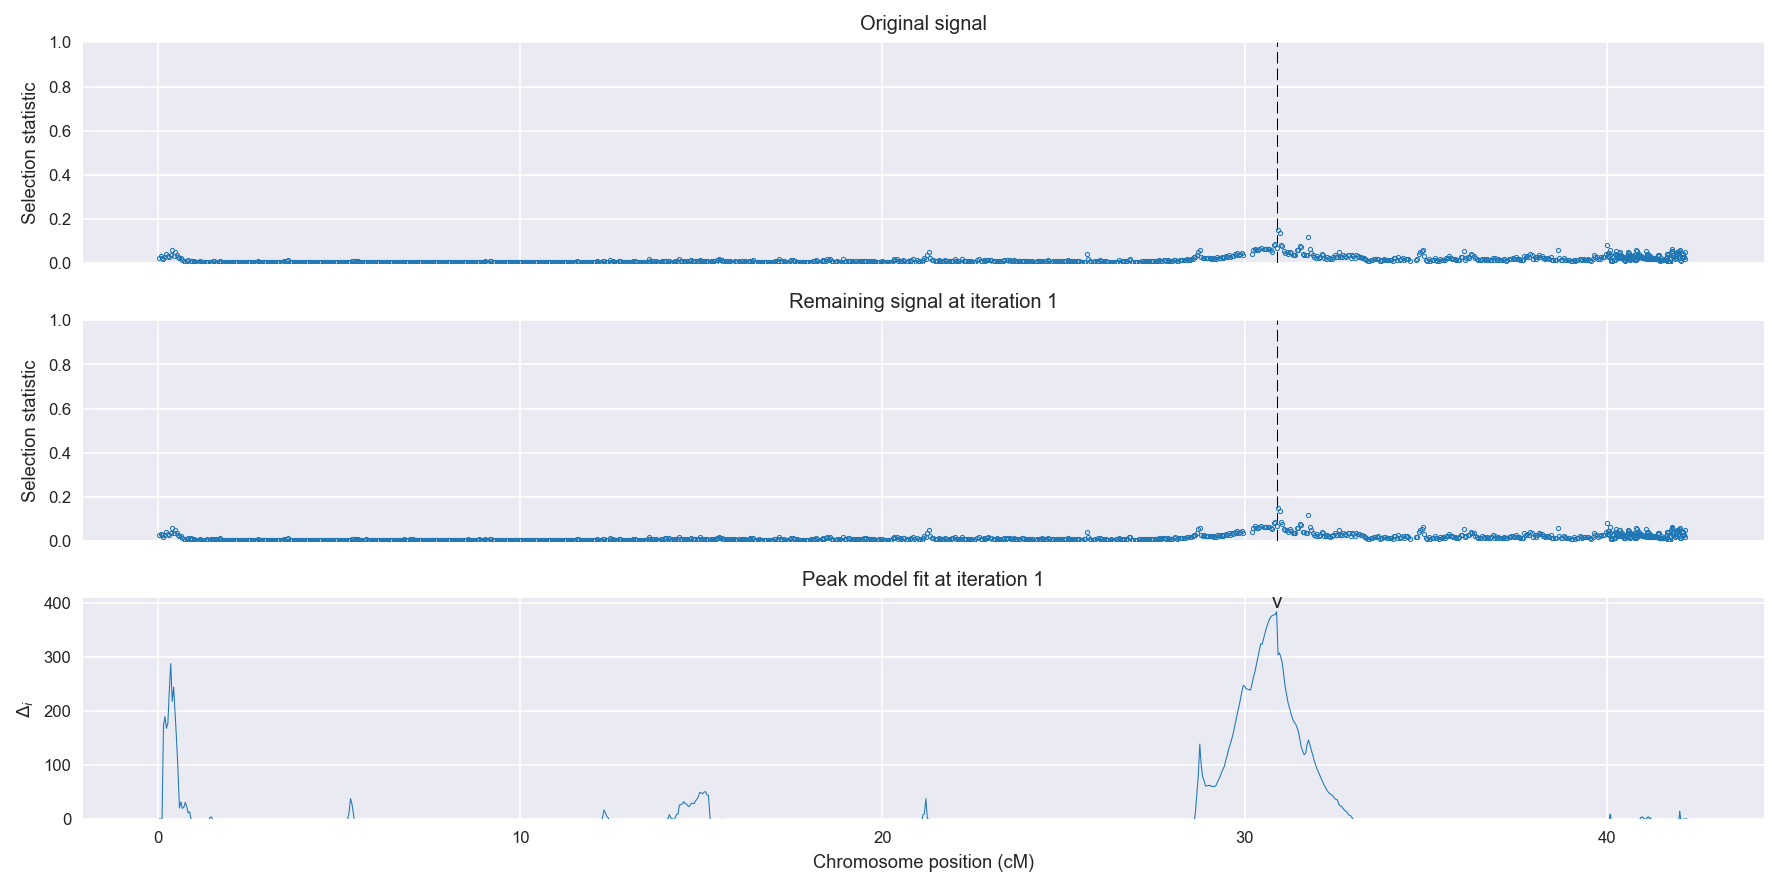 Original signal
1.0
0.8
0.6
0.4
0.2
0.0
Selection statistic
Remaining signal at iteration 1
1.0
0.8
0.6
0.4
0.2
0.0
Selection statistic
Peak model fit at iteration 1
400
300
200
100
0
Δi
v
0 10 20 30 40
Chromosome position (cM)